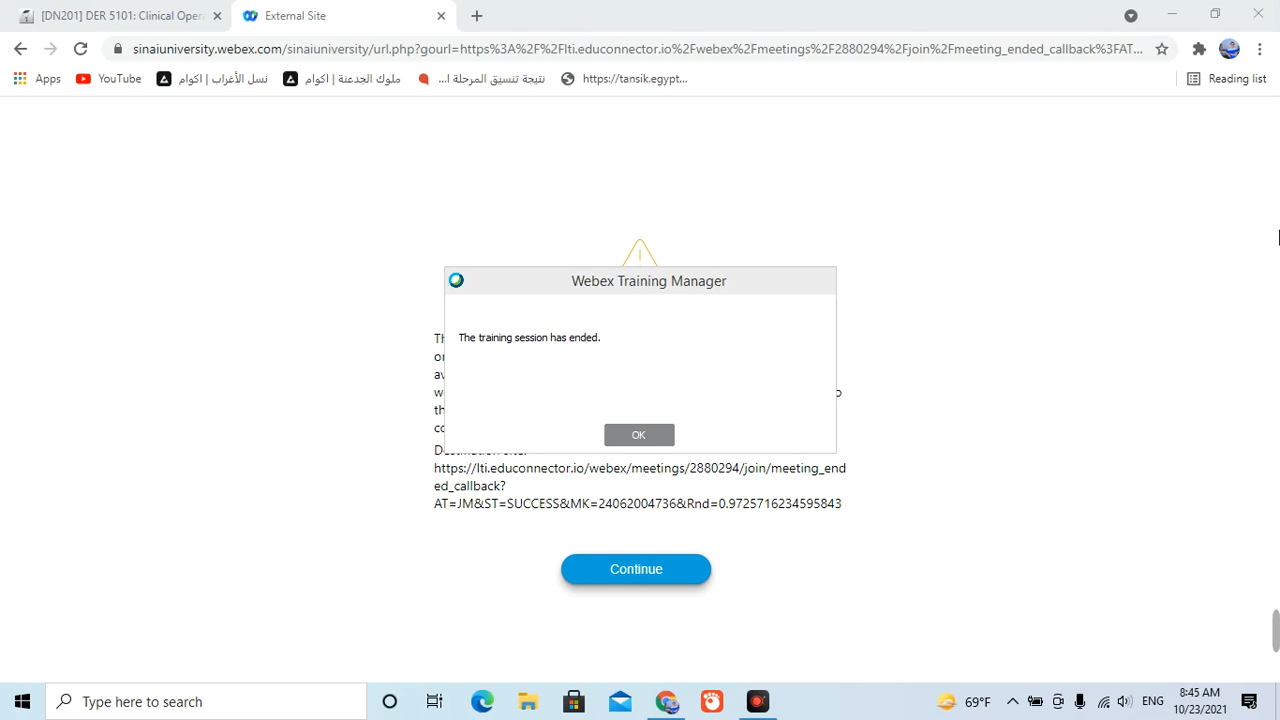 [DN201] DER 5101: Clinical Oper
External Site
sinaiuniversity.webex.com/sinaiuniversity/url.php?gourl=https%3A%2F%2Flti.educonnector.io%2Fwebex%2Fmeetings%2F2880294%2Fjoin%2Fmeeting_ended_callback%3FAT...
Apps
YouTube
نسل الأغراب | اكوام
ملوك الجدعنة | اكوام
نتيجة تنسيق المرحلة ا...
https://tansik.egypt...
Reading list
Webex Training Manager
The training session has ended.
OK
https://lti.educonnector.io/webex/meetings/2880294/join/meeting_end
ed_callback?
AT=JM&ST=SUCCESS&MK=24062004736&Rnd=0.9725716234595843
Continue
Type here to search
69°F
ENG
8:45 AM
10/23/2021